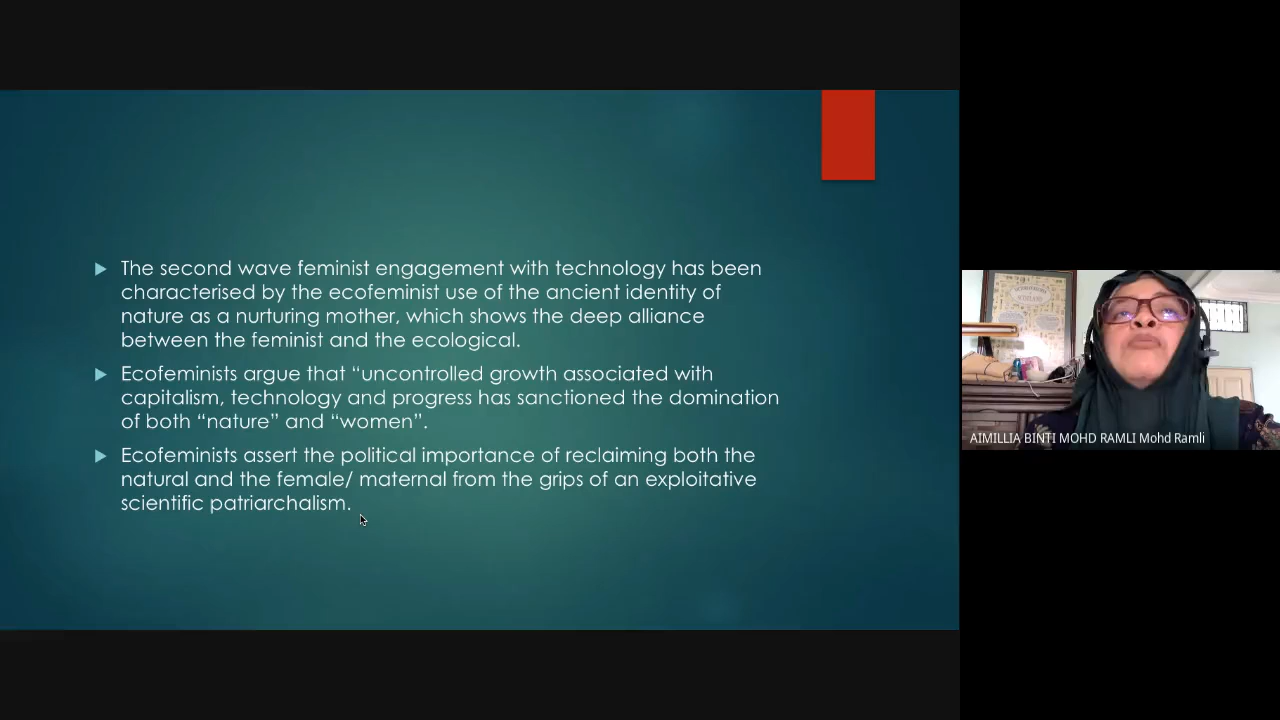 The second wave feminist engagement with technology has been
characterised by the ecofeminist use of the ancient identity of
nature as a nurturing mother, which shows the deep alliance
between the feminist and the ecological.
Ecofeminists argue that “uncontrolled growth associated with
capitalism, technology and progress has sanctioned the domination
of both “nature” and “women”.
Ecofeminists assert the political importance of reclaiming both the
natural and the female/ maternal from the grips of an exploitative
scientific patriarchalism.
AIMILLIA BINTI MOHD RAMLI Mohd Ramli